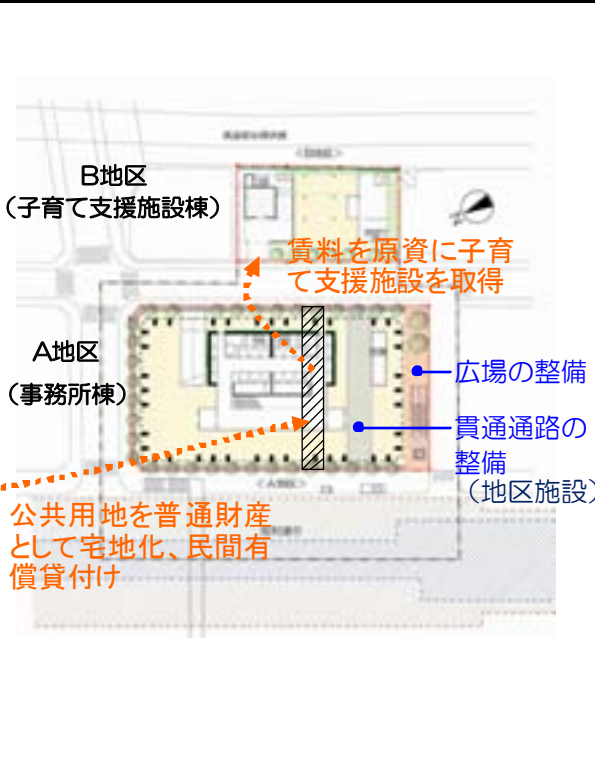 B地区
（子育て支援施設棟）
賃料を原資に子育
て支援施設を取得
A地区
（事務所棟）
広場の整備
貫通通路の
整備
（地区施設）
公共用地を普通財産
として宅地化、民間有
償貸付け